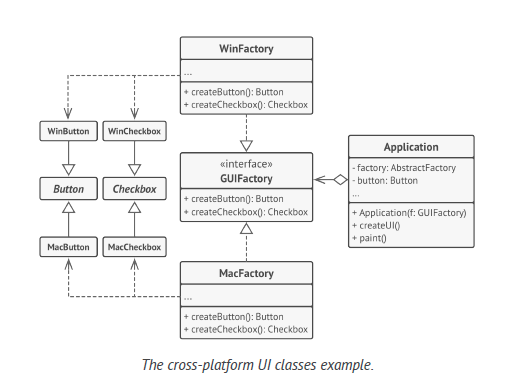 WinFactory
...
+ createButton(): Button
+ createCheckbox(): Checkbox
WinButton
WinCheckbox
Button
Checkbox
MacButton
MacCheckbox
«interface»
GUIFactory
+ createButton(): Button
+ createCheckbox(): Checkbox
Application
- factory: AbstractFactory
- button: Button
...
+ Application(f: GUIFactory)
+ createUI()
+ paint()
MacFactory
...
+ createButton(): Button
+ createCheckbox(): Checkbox
The cross-platform UI classes example.